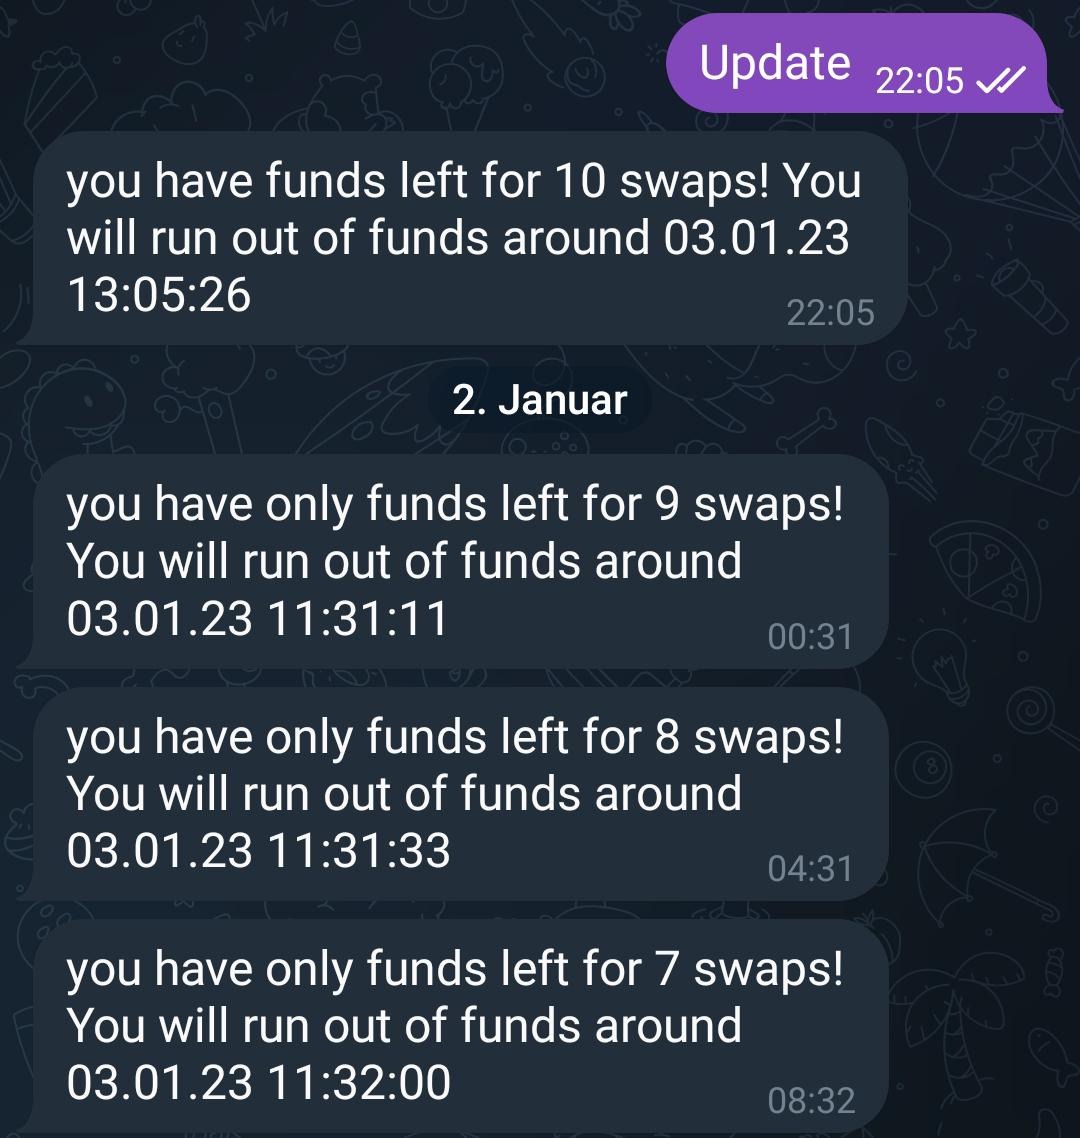 Update 22:05
you have funds left for 10 swaps! You
will run out of funds around 03.01.23
13:05:26
22:05
2. Januar
you have only funds left for 9 swaps!
You will run out of funds around
03.01.23 11:31:11
00:31
you have only funds left for 8 swaps!
You will run out of funds around
03.01.23 11:31:33
04:31
you have only funds left for 7 swaps!
You will run out of funds around
03.01.23 11:32:00
08:32